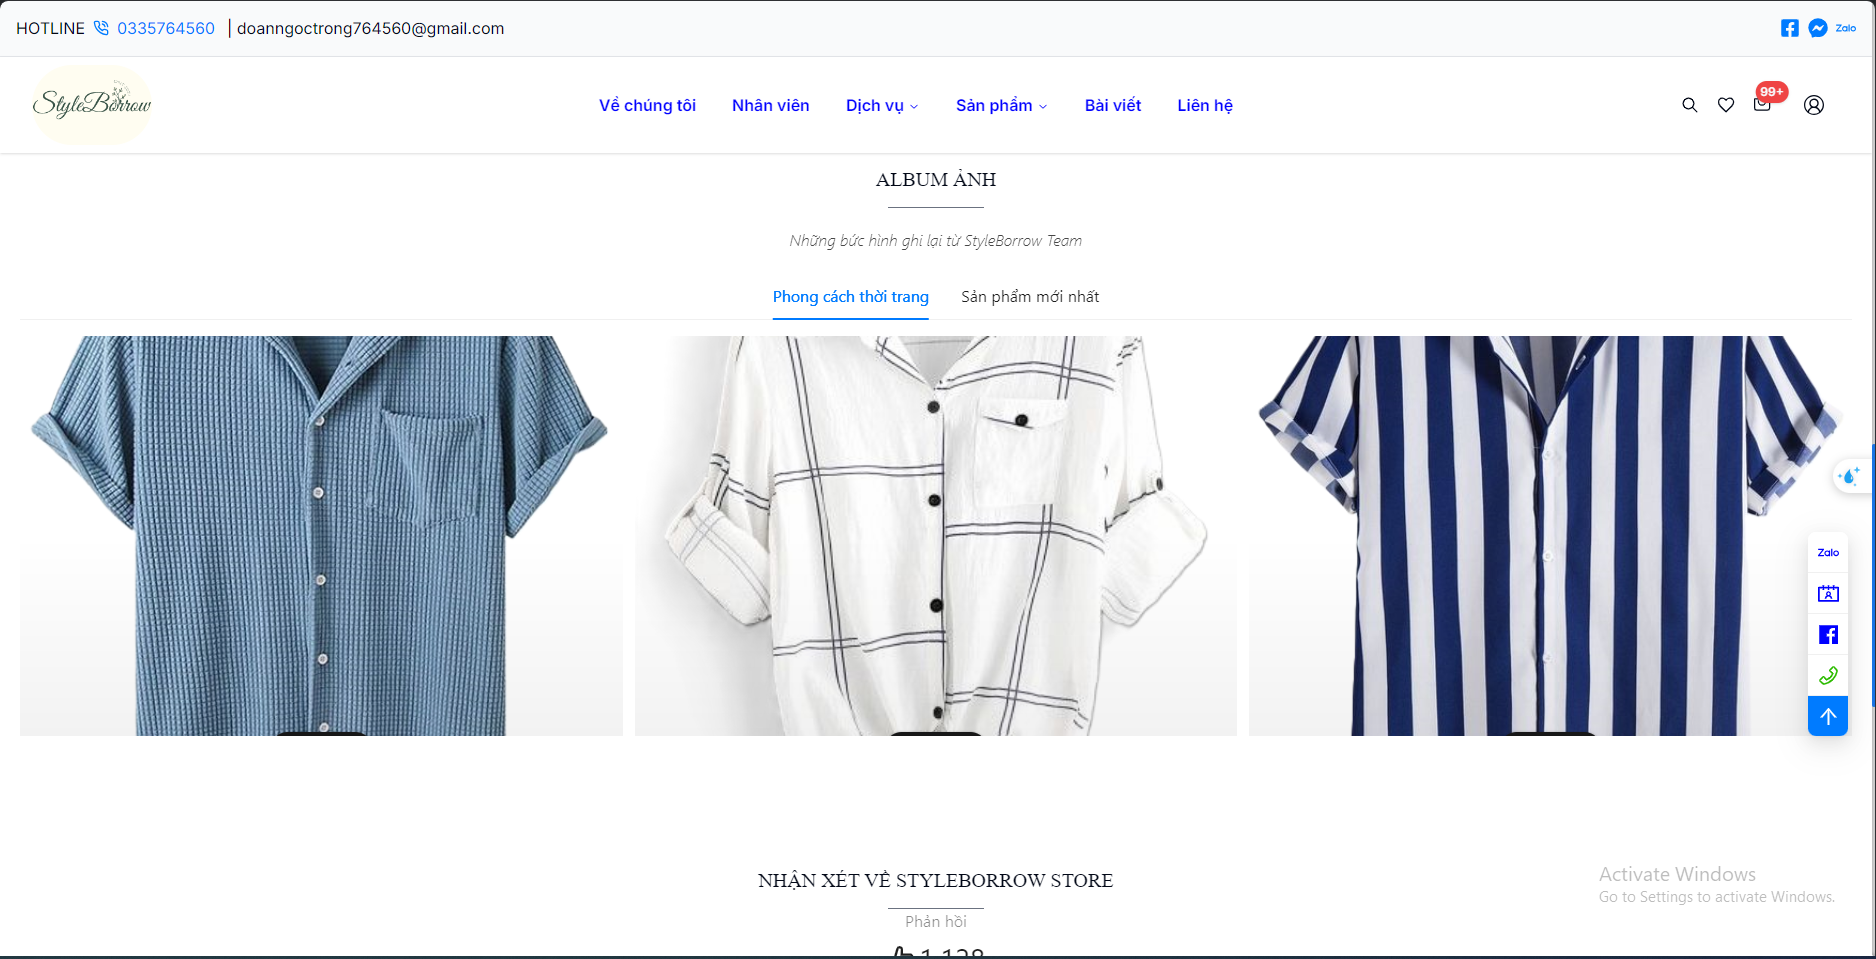 HOTLINE 0335764560 | doanngoctrong764560@gmail.com
Zalo
StyleBorrow
Về chúng tôi Nhân viên Dịch vụ Sản phẩm Bài viết Liên hệ
99+
ALBUM ẢNH
Những bức hình ghi lại từ StyleBorrow Team
Phong cách thời trang Sản phẩm mới nhất
Zalo
NHẬN XÉT VỀ STYLEBORROW STORE
Phản hồi
1,128
Activate Windows
Go to Settings to activate Windows.